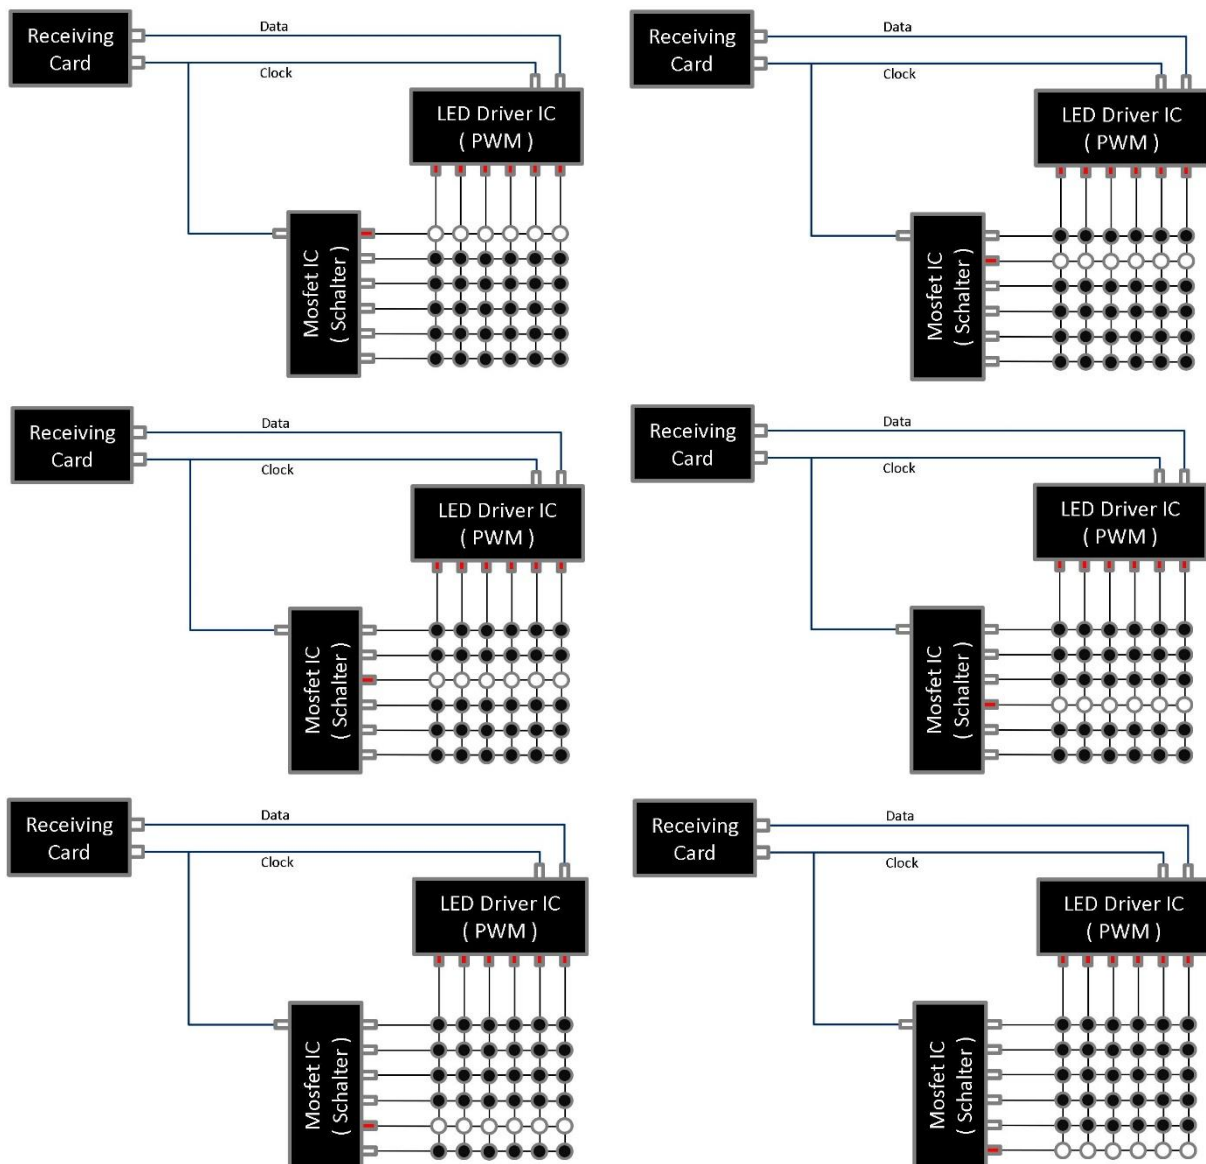 Receiving
Card
Data
Clock
LED Driver IC
( PWM )
Mosfet IC
( Schalter )
Receiving
Card
Data
Clock
LED Driver IC
( PWM )
Mosfet IC
( Schalter )
Receiving
Card
Data
Clock
LED Driver IC
( PWM )
Mosfet IC
( Schalter )
Receiving
Card
Data
Clock
LED Driver IC
( PWM )
Mosfet IC
( Schalter )
Receiving
Card
Data
Clock
LED Driver IC
( PWM )
Mosfet IC
( Schalter )
Receiving
Card
Data
Clock
LED Driver IC
( PWM )
Mosfet IC
( Schalter )